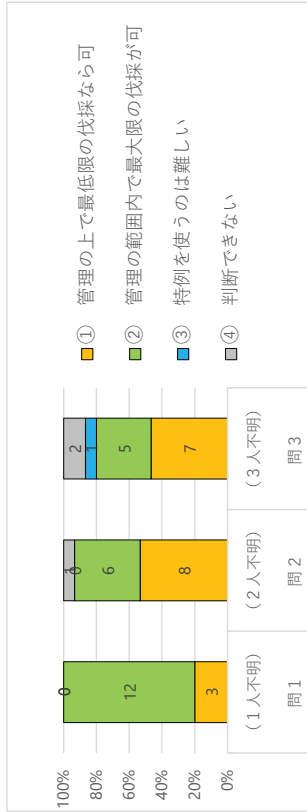 100%
80%
60%
40%
20%
0%
0
12
3
1
0
6
8
2
1
5
7
(1人不明)
(2人不明)
(3人不明)
問1
問2
問3
① 管理の上で最低限の伐採なら可
② 管理の範囲内で最大限の伐採が可
③ 特例を使うのは難しい
④ 判断できない